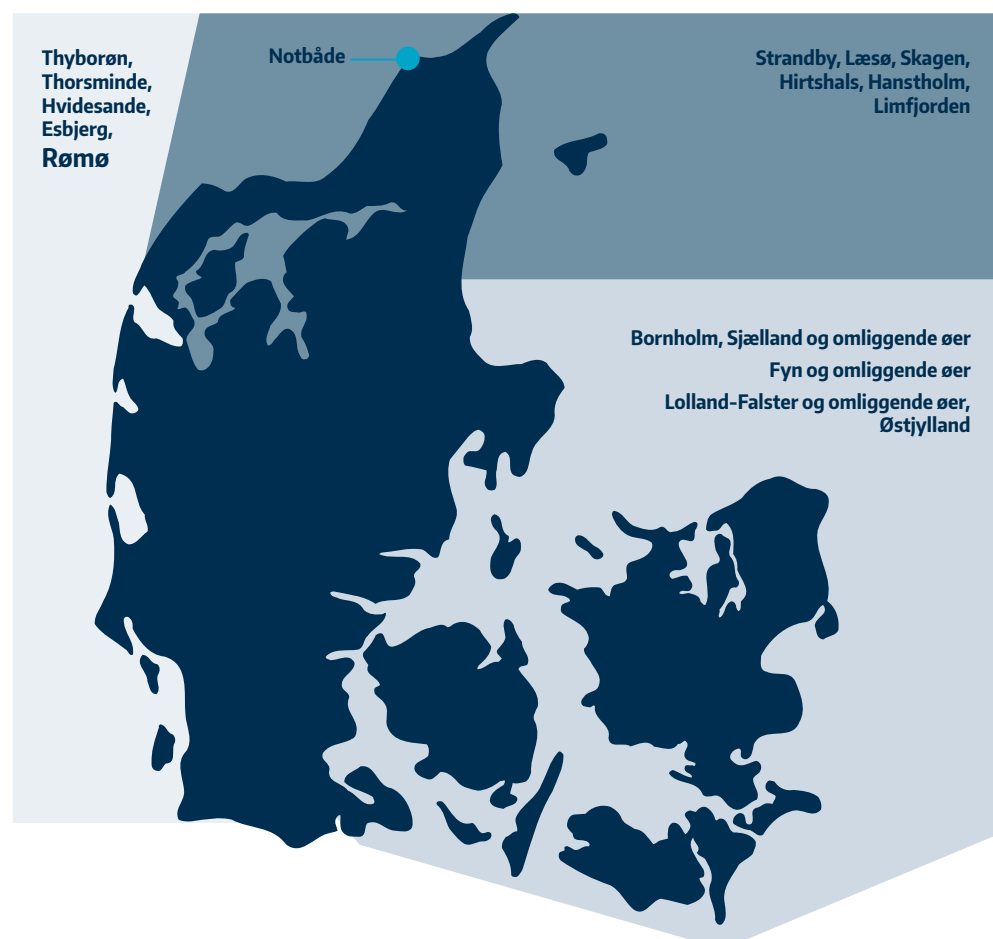 Thyborøn,
Thorsminde,
Hvidesande,
Esbjerg,
Rømø
Notbåde
Strandby, Læsø, Skagen,
Hirtshals, Hanstholm,
Limfjorden
Bornholm, Sjælland og omliggende øer
Fyn og omliggende øer
Lolland-Falster og omliggende øer,
Østjylland